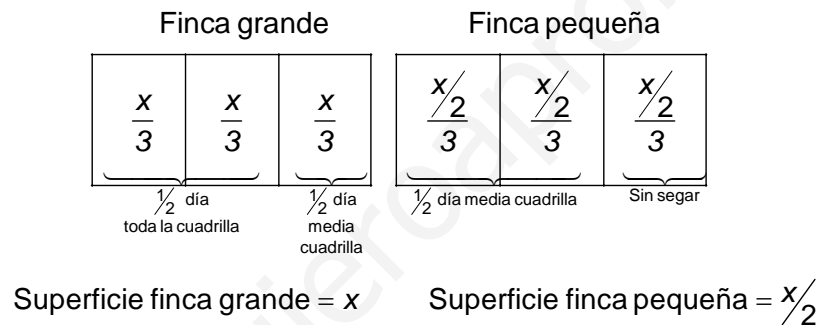 Finca grande Finca pequeña
x/3 x/3 x/3 x/2/3 x/2/3 x/2/3
1/2 día 1/2 día 1/2 día media cuadrilla Sin segar
toda la cuadrilla media
cuadrilla
Superficie finca grande = x Superficie finca pequeña = x/2